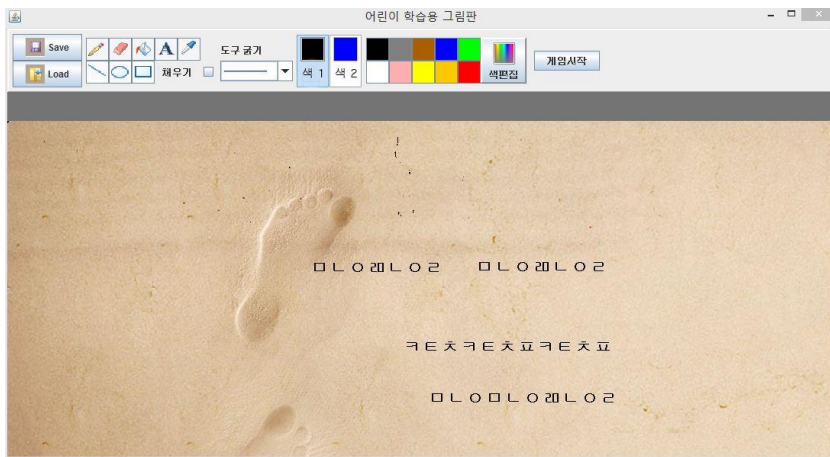 어린이 학습용 그림판
Save A 도구 굵기 색 1 색 2 색편집 게임시작
Load 채우기
ㅁㄴㅇㄻㄴㅇㄹ ㅁㄴㅇㄻㄴㅇㄹ
ㅋㅌㅊㅋㅌㅊㅍㅋㅌㅊㅍ
ㅁㄴㅇㅁㄴㅇㄻㄴㅇㄹ